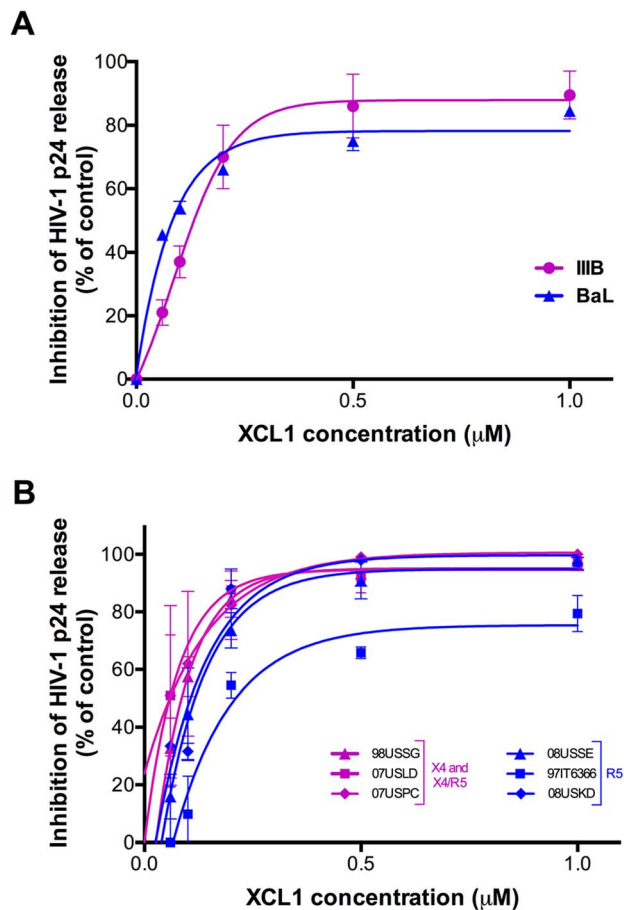 A
Inhibition of HIV-1 p24 release
(% of control)
100
80
60
40
20
0
0.0
0.5
1.0
XCL1 concentration (μM)
IIIB
BaL
B
Inhibition of HIV-1 p24 release
(% of control)
100
80
60
40
20
0
0.0
0.5
1.0
XCL1 concentration (μM)
98USSG
07USLD
07USPC
X4 and
X4/R5
08USSE
97IT6366
08USKD
R5